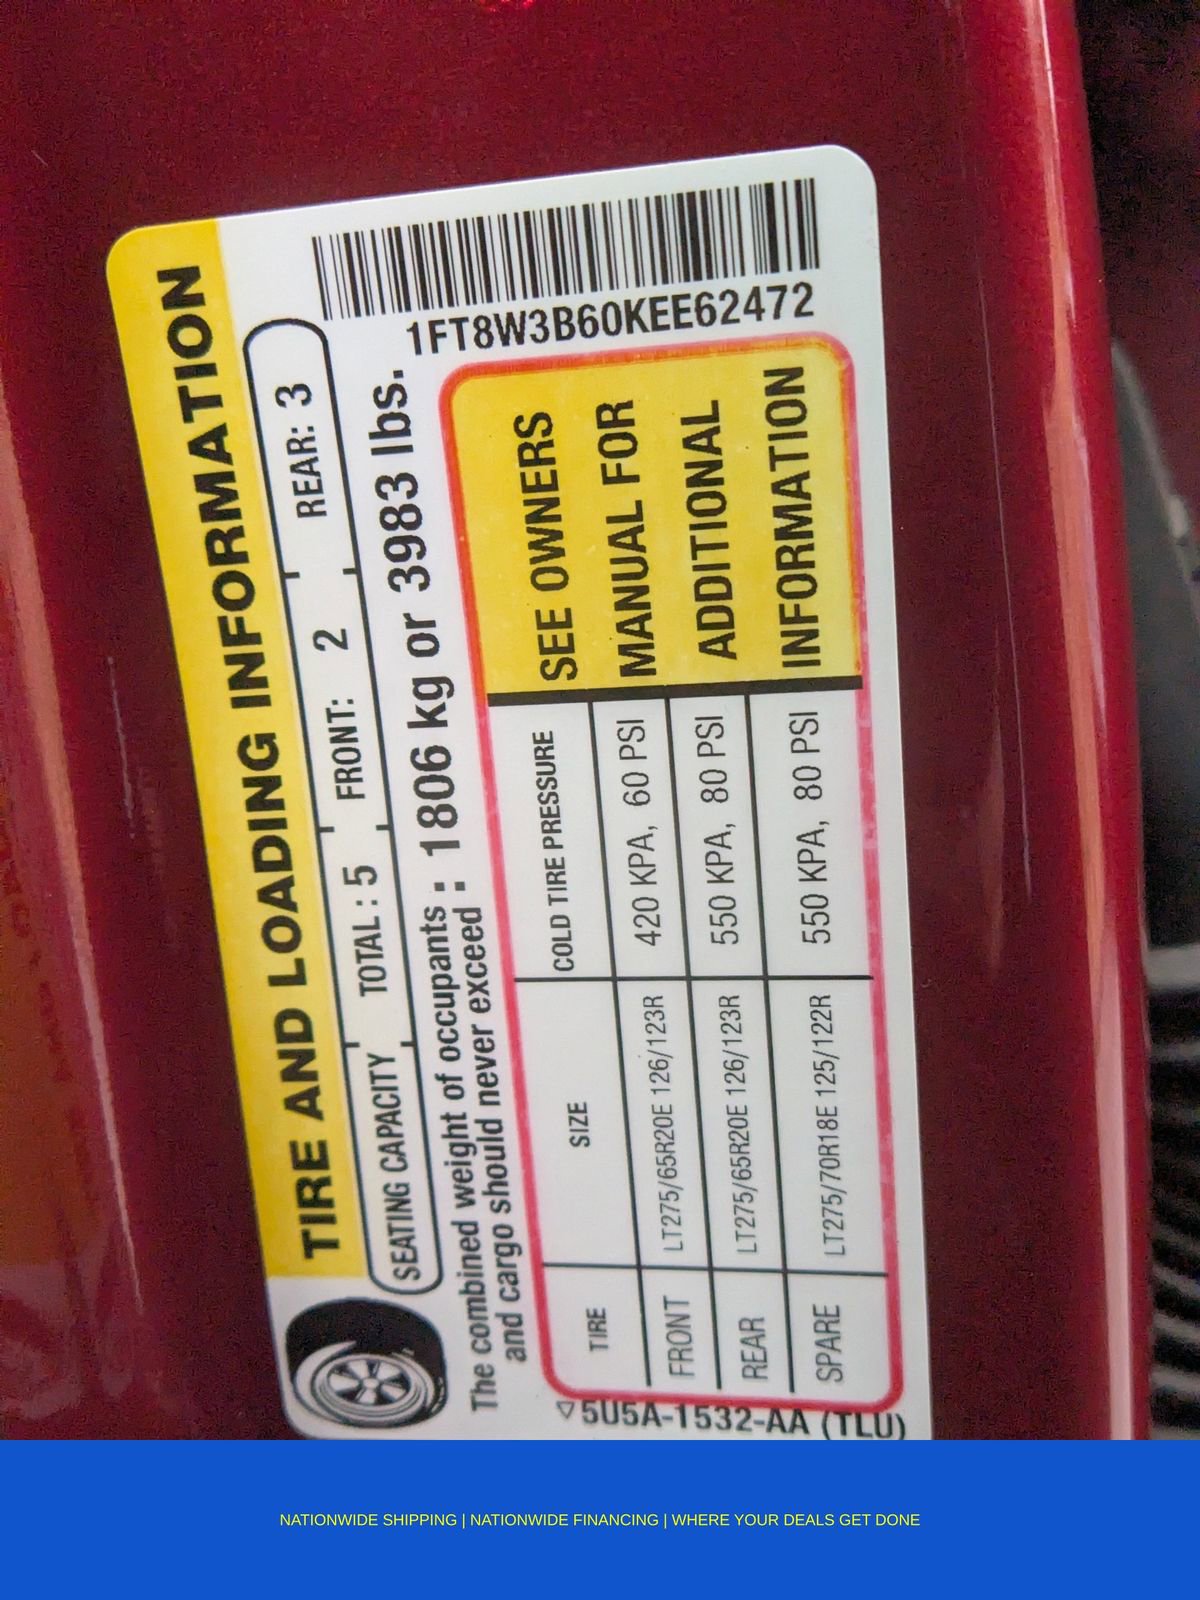 TIRE AND LOADING INFORMATION
SEATING CAPACITY TOTAL : 5 FRONT: 2 REAR: 3
The combined weight of occupants
and cargo should never exceed : 1806 kg or 3983 lbs.
1FT8W3B60KEE62472
TIRE SIZE COLD TIRE PRESSURE
FRONT LT275/65R20E 126/123R 420 KPA, 60 PSI
REAR LT275/65R20E 126/123R 550 KPA, 80 PSI
SPARE LT275/70R18E 125/122R 550 KPA, 80 PSI
SEE OWNERS
MANUAL FOR
ADDITIONAL
INFORMATION
5U5A-1532-AA (TLU)
NATIONWIDE SHIPPING | NATIONWIDE FINANCING | WHERE YOUR DEALS GET DONE